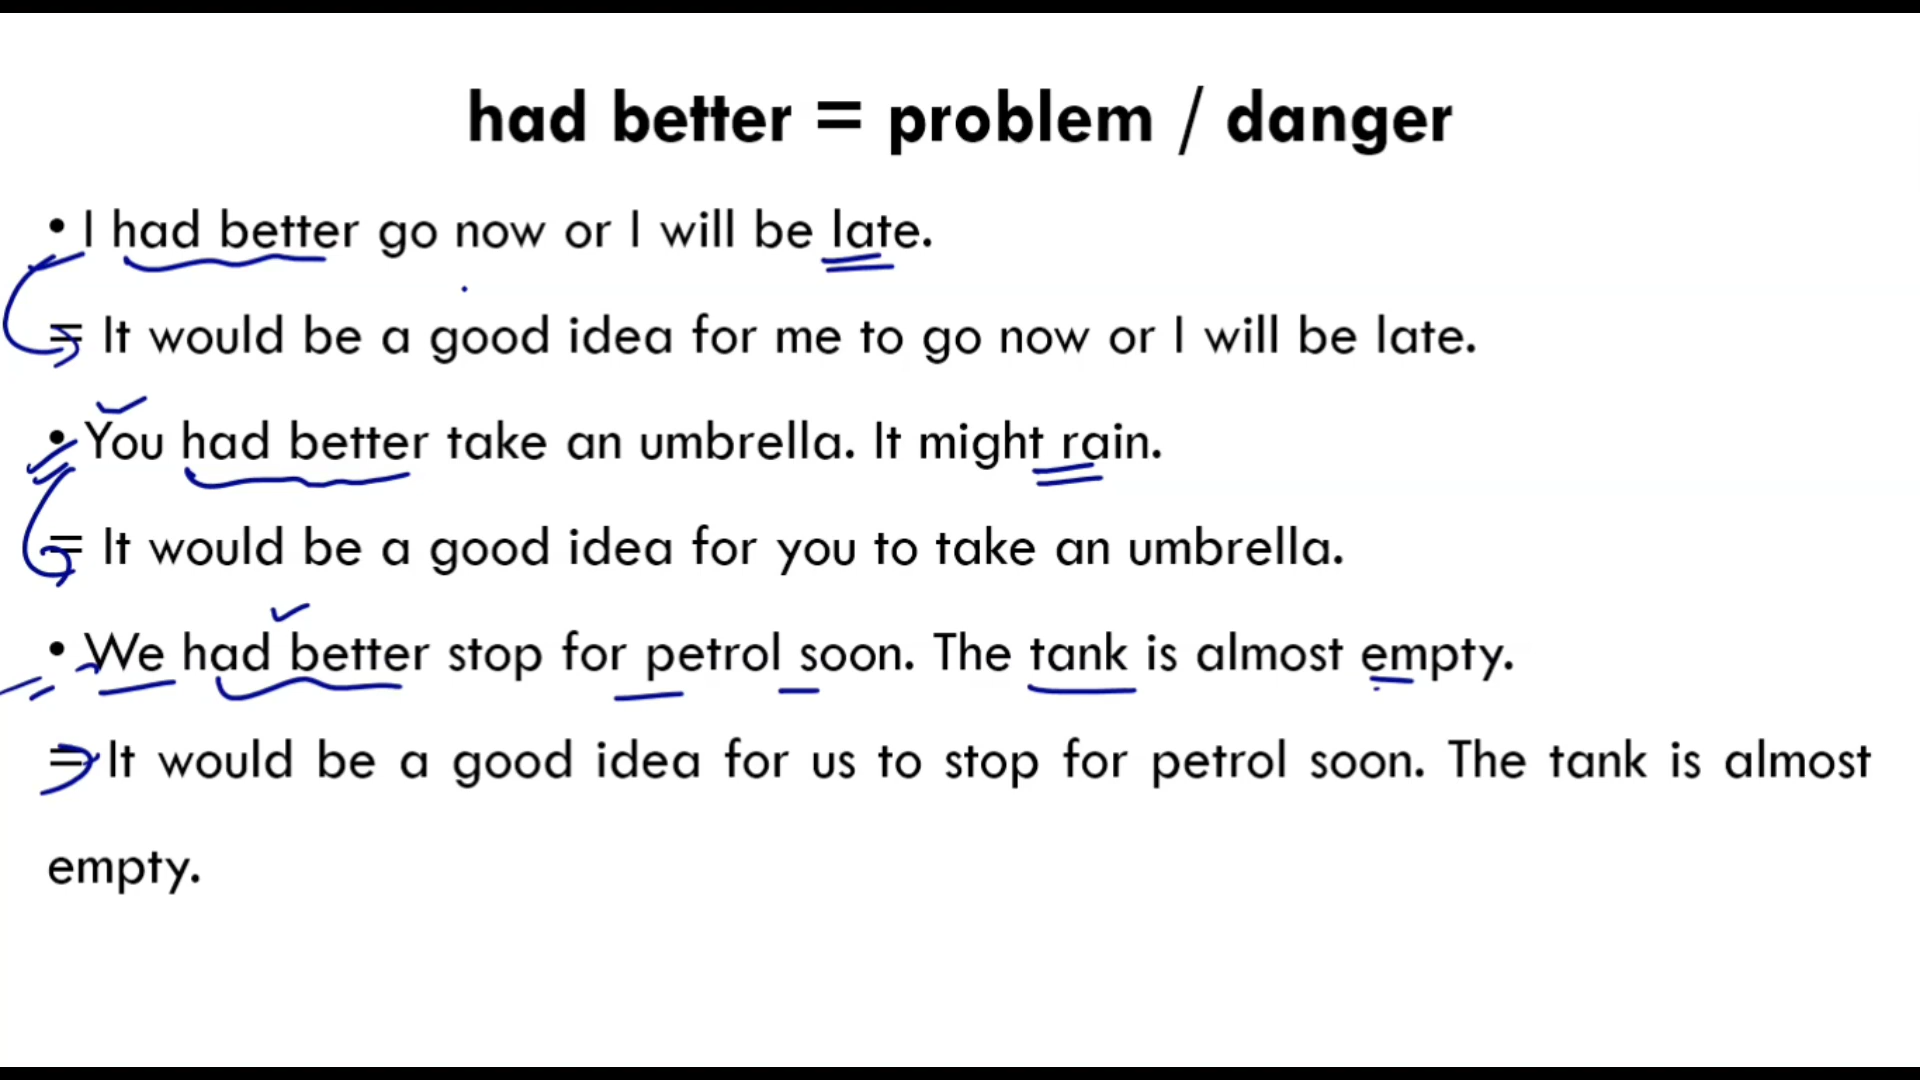 had better = problem / danger
• I had better go now or I will be late.
= It would be a good idea for me to go now or I will be late.
• You had better take an umbrella. It might rain.
= It would be a good idea for you to take an umbrella.
• We had better stop for petrol soon. The tank is almost empty.
= It would be a good idea for us to stop for petrol soon. The tank is almost
empty.